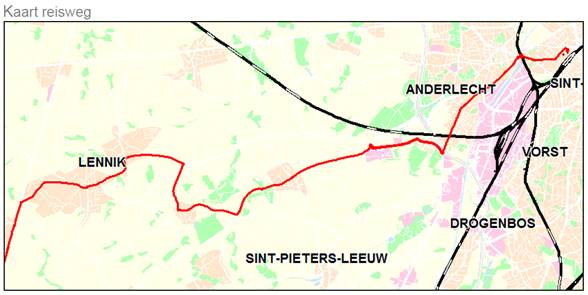 Kaart reisweg
ANDERLECHT
SINT-
LENNIK
VORST
DROGENBOS
SINT-PIETERS-LEEUW